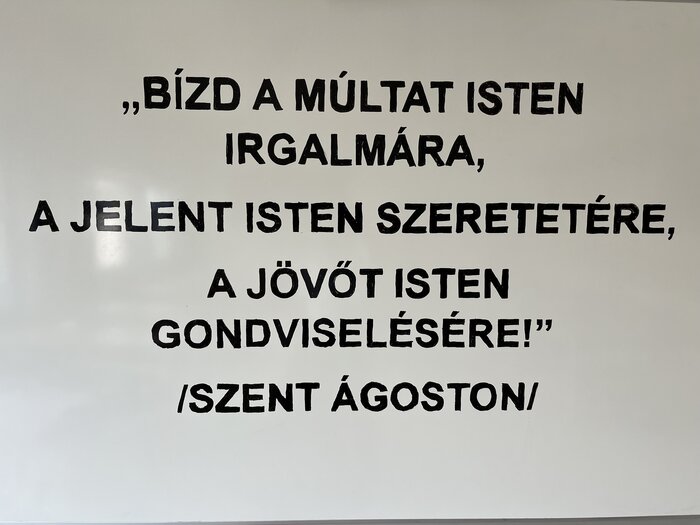 „BÍZD A MÚLTAT ISTEN
IRGALMÁRA,
A JELENT ISTEN SZERETETÉRE,
A JÖVŐT ISTEN
GONDVISELÉSÉRE!”
/SZENT ÁGOSTON/